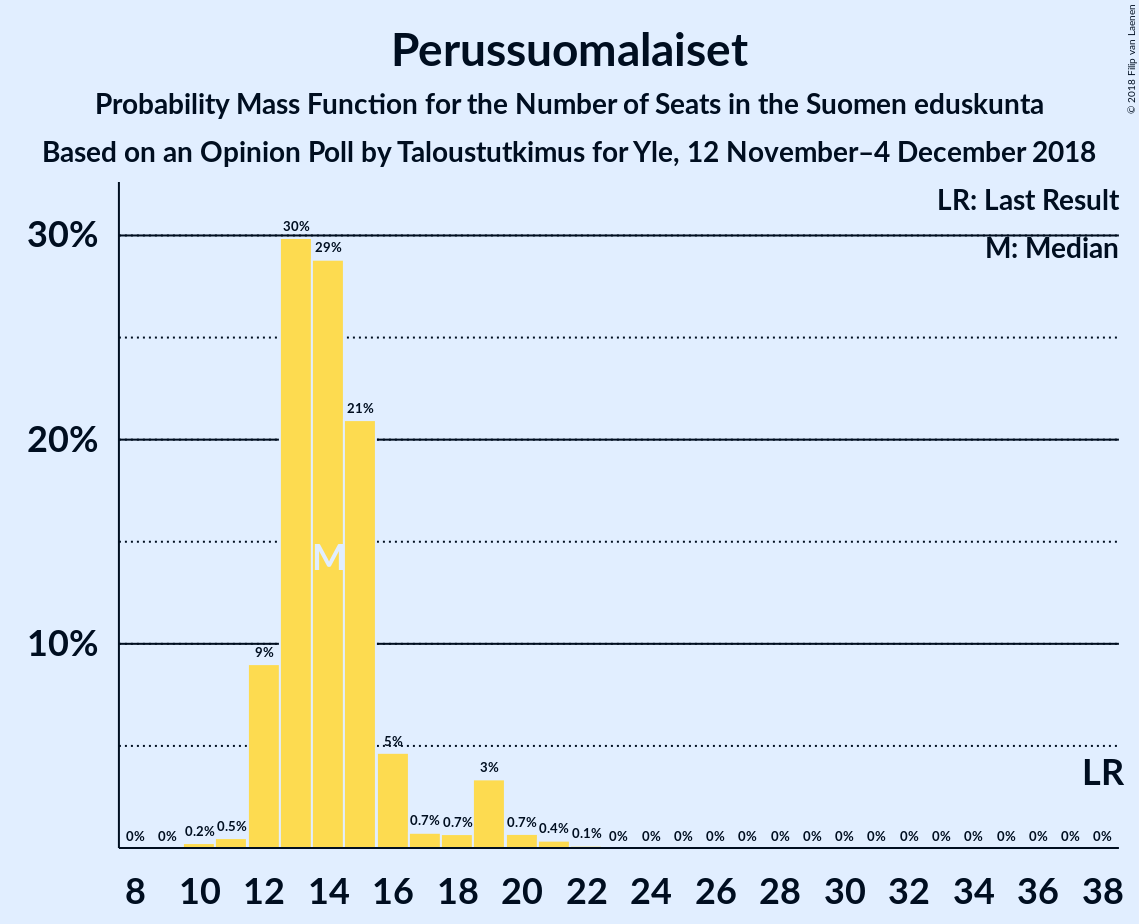 Perussuomalaiset
Probability Mass Function for the Number of Seats in the Suomen eduskunta
Based on an Opinion Poll by Taloustutkimus for Yle, 12 November–4 December 2018
© 2018 Filip van Laenen
LR: Last Result
M: Median
30%
20%
10%
0% 0% 0.2% 0.5% 9% 30% 29% 21% 5% 0.7% 0.7% 3% 0.7% 0.4% 0.1% 0% 0% 0% 0% 0% 0% 0% 0% 0% 0% 0% 0% 0% 0% 0% 0%
M
LR
8 10 12 14 16 18 20 22 24 26 28 30 32 34 36 38